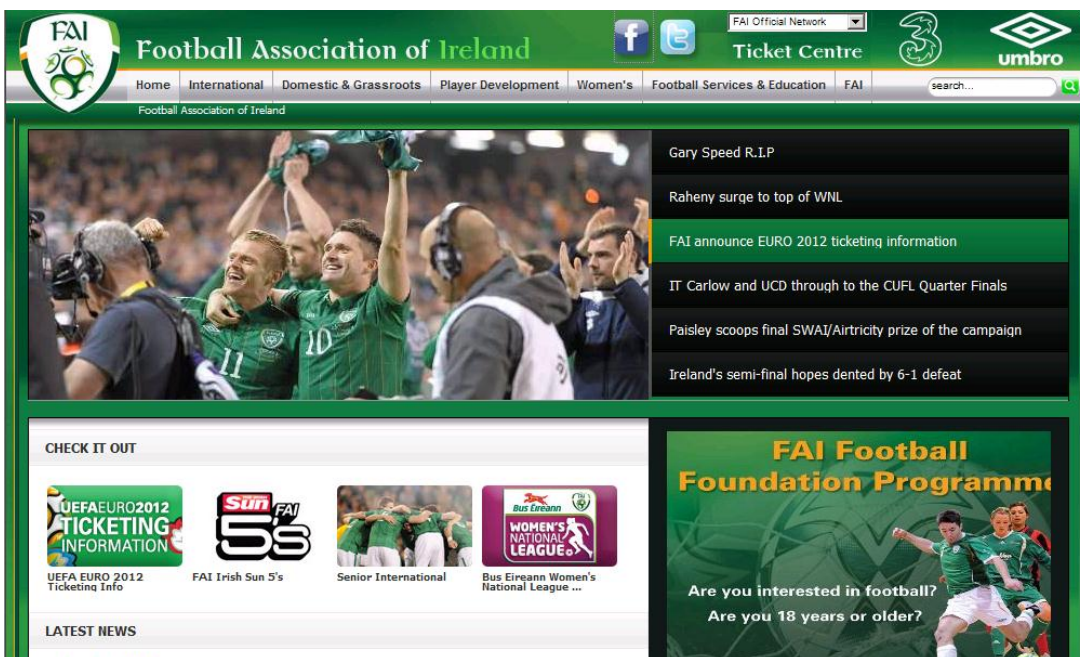 FAI
Football Association of Ireland
f
FAI Official Network
Ticket Centre
3
umbro
Home International Domestic & Grassroots Player Development Women's Football Services & Education FAI search...
Football Association of Ireland
11
10
Gary Speed R.I.P
Raheny surge to top of WNL
FAI announce EURO 2012 ticketing information
IT Carlow and UCD through to the CUFL Quarter Finals
Paisley scoops final SWAI/Airtricity prize of the campaign
Ireland's semi-final hopes dented by 6-1 defeat
CHECK IT OUT
UEFAEURO2012
TICKETING
INFORMATION
UEFA EURO 2012
Ticketing Info
Sun FAI
5's
FAI Irish Sun 5's
Senior International
Bus Éireann
WOMEN'S
NATIONAL
LEAGUE
Bus Eireann Women's
National League ...
LATEST NEWS
FAI Football
Foundation Programme
Are you interested in football?
Are you 18 years or older?